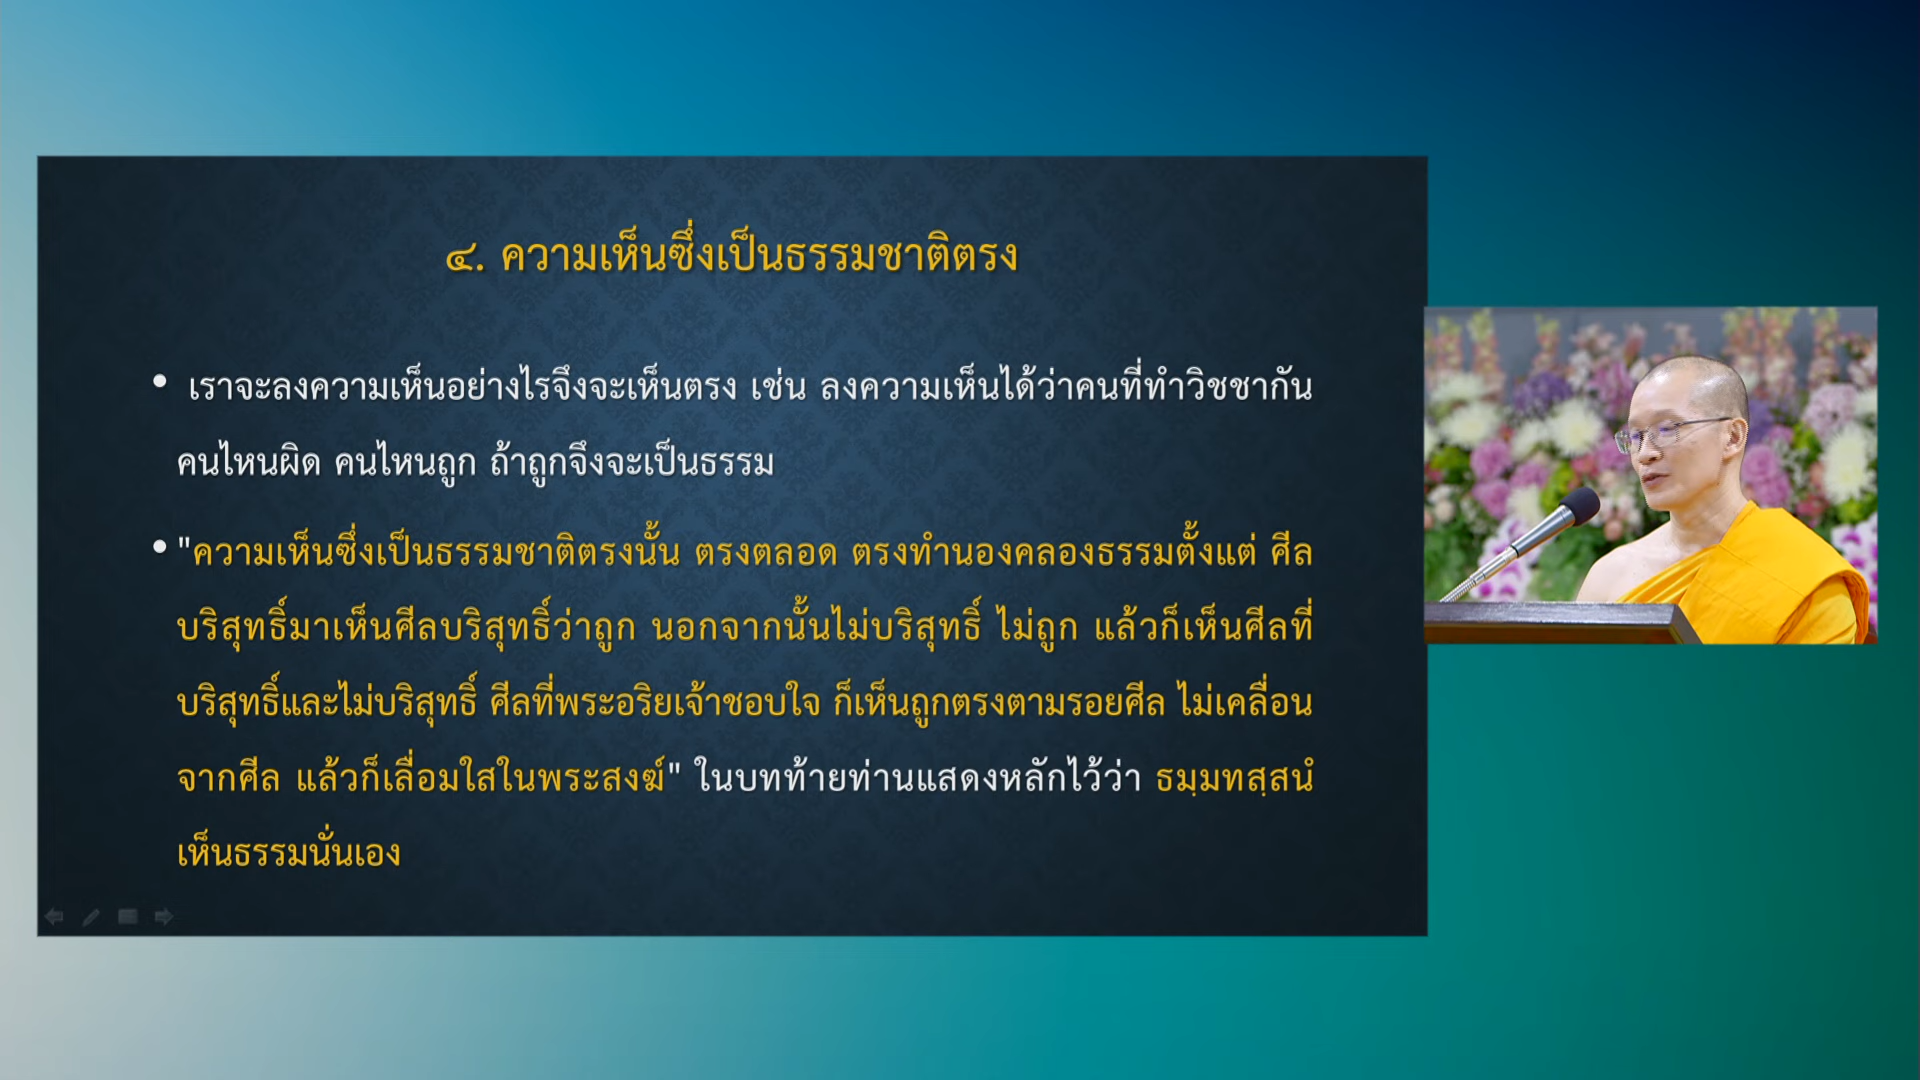 ๔. ความเห็นซึ่งเป็นธรรมชาติตรง
• เราจะลงความเห็นอย่างไรจึงจะเห็นตรง เช่น ลงความเห็นได้ว่าคนที่ทำวิชชากัน
คนไหนผิด คนไหนถูก ถ้าถูกจึงจะเป็นธรรม
• "ความเห็นซึ่งเป็นธรรมชาติตรงนั้น ตรงตลอด ตรงทำนองคลองธรรมตั้งแต่ ศีล
บริสุทธิ์มาเห็นศีลบริสุทธิ์ว่าถูก นอกจากนั้นไม่บริสุทธิ์ ไม่ถูก แล้วก็เห็นศีลที่
บริสุทธิ์และไม่บริสุทธิ์ ศีลที่พระอริยเจ้าชอบใจ ก็เห็นถูกตรงตามรอยศีล ไม่เคลื่อน
จากศีล แล้วก็เลื่อมใสในพระสงฆ์" ในบทท้ายท่านแสดงหลักไว้ว่า ธมฺมทสฺสนํ
เห็นธรรมนั่นเอง